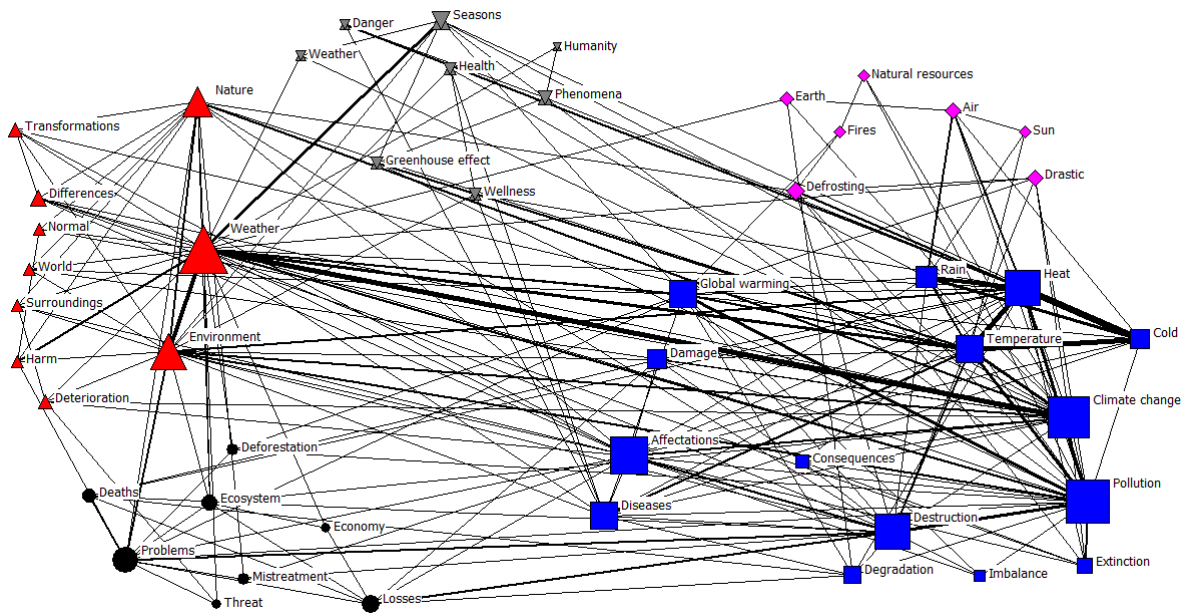 Danger
Seasons
Weather
Humanity
Health
Phenomena
Greenhouse effect
Wellness
Natural resources
Earth
Air
Fires
Sun
Drastic
Defrosting
Nature
Transformations
Differences
Normal
Weather
World
Surroundings
Environment
Harm
Deterioration
Rain
Heat
Global warming
Cold
Temperature
Damages
Climate change
Affectations
Consequences
Pollution
Diseases
Destruction
Extinction
Degradation
Imbalance
Deforestation
Deaths
Ecosystem
Economy
Problems
Mistreatment
Threat
Losses